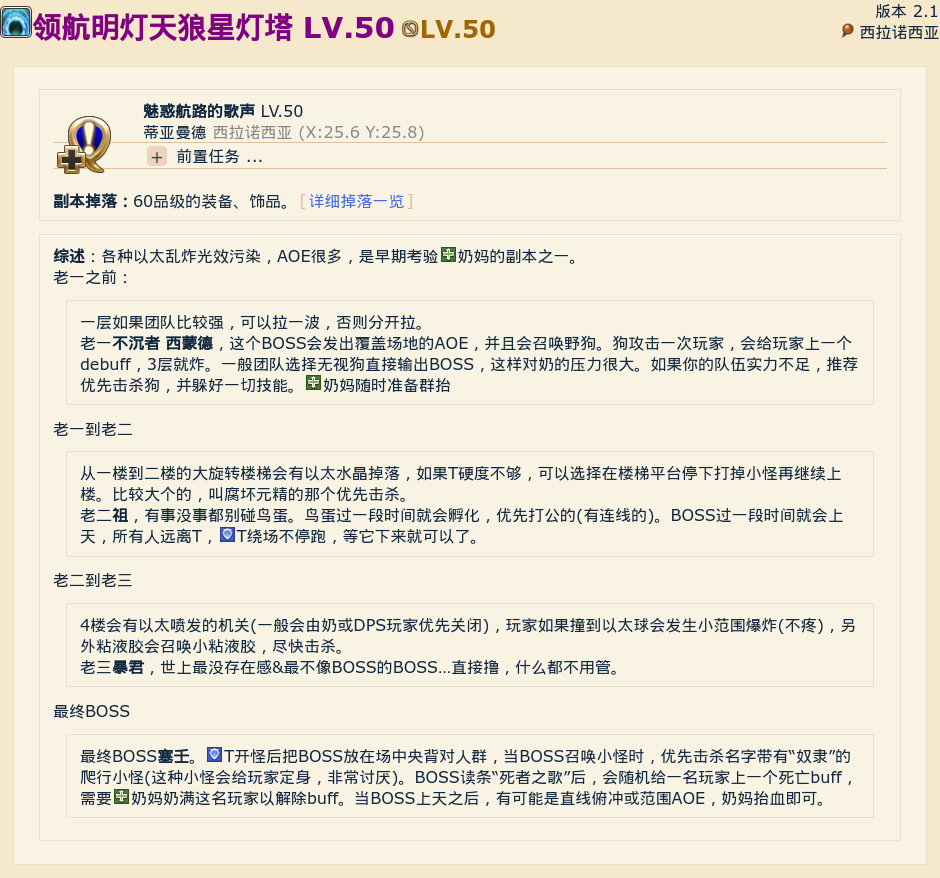 领航明灯天狼星灯塔 LV.50 LV.50
版本 2.1
西拉诺西亚
魅惑航路的歌声 LV.50
蒂亚曼德 西拉诺西亚 (X:25.6 Y:25.8)
+ 前置任务 ...
副本掉落：60品级的装备、饰品。 [ 详细掉落一览 ]
综述：各种以太乱炸光效污染，AOE很多，是早期考验奶妈的副本之一。
老一之前：
一层如果团队比较强，可以拉一波，否则分开拉。
老一不沉者 西蒙德，这个BOSS会发出覆盖场地的AOE，并且会召唤野狗。狗攻击一次玩家，会给玩家上一个
debuff，3层就炸。一般团队选择无视狗直接输出BOSS，这样对奶的压力很大。如果你的队伍实力不足，推荐
优先击杀狗，并躲好一切技能。奶妈随时准备群抬
老一到老二
从一楼到二楼的大旋转楼梯会有以太水晶掉落，如果T硬度不够，可以选择在楼梯平台停下打掉小怪再继续上
楼。比较大个的，叫腐坏元精的那个优先击杀。
老二祖，有事没事都别碰鸟蛋。鸟蛋过一段时间就会孵化，优先打公的(有连线的)。BOSS过一段时间就会上
天，所有人远离T，T绕场不停跑，等它下来就可以了。
老二到老三
4楼会有以太喷发的机关(一般会由奶或DPS玩家优先关闭)，玩家如果撞到以太球会发生小范围爆炸(不疼)，另
外粘液胶会召唤小粘液胶，尽快击杀。
老三暴君，世上最没存在感&最不像BOSS的BOSS...直接撸，什么都不用管。
最终BOSS
最终BOSS塞壬。T开怪后把BOSS放在场中央背对人群，当BOSS召唤小怪时，优先击杀名字带有“奴隶”的
爬行小怪(这种小怪会给玩家定身，非常讨厌)。BOSS读条“死者之歌”后，会随机给一名玩家上一个死亡buff，
需要奶妈奶满这名玩家以解除buff。当BOSS上天之后，有可能是直线俯冲或范围AOE，奶妈抬血即可。